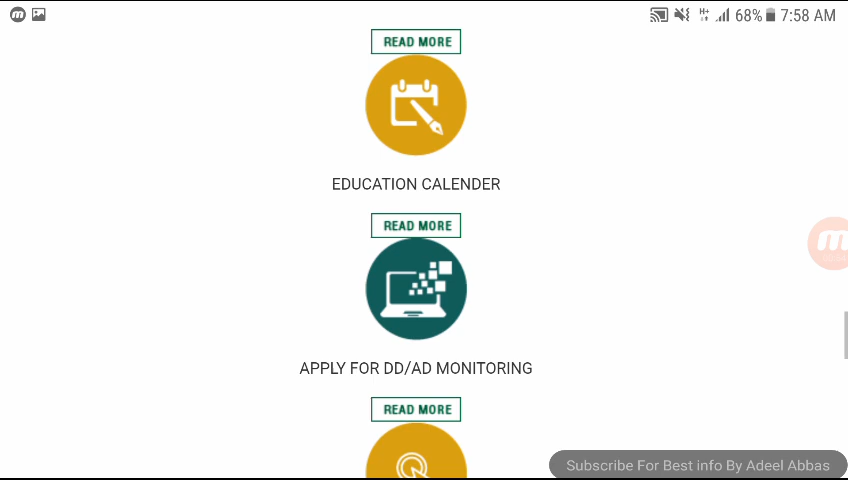 68% 7:58 AM
READ MORE
EDUCATION CALENDER
READ MORE
APPLY FOR DD/AD MONITORING
READ MORE
Subscribe For Best info By Adeel Abbas